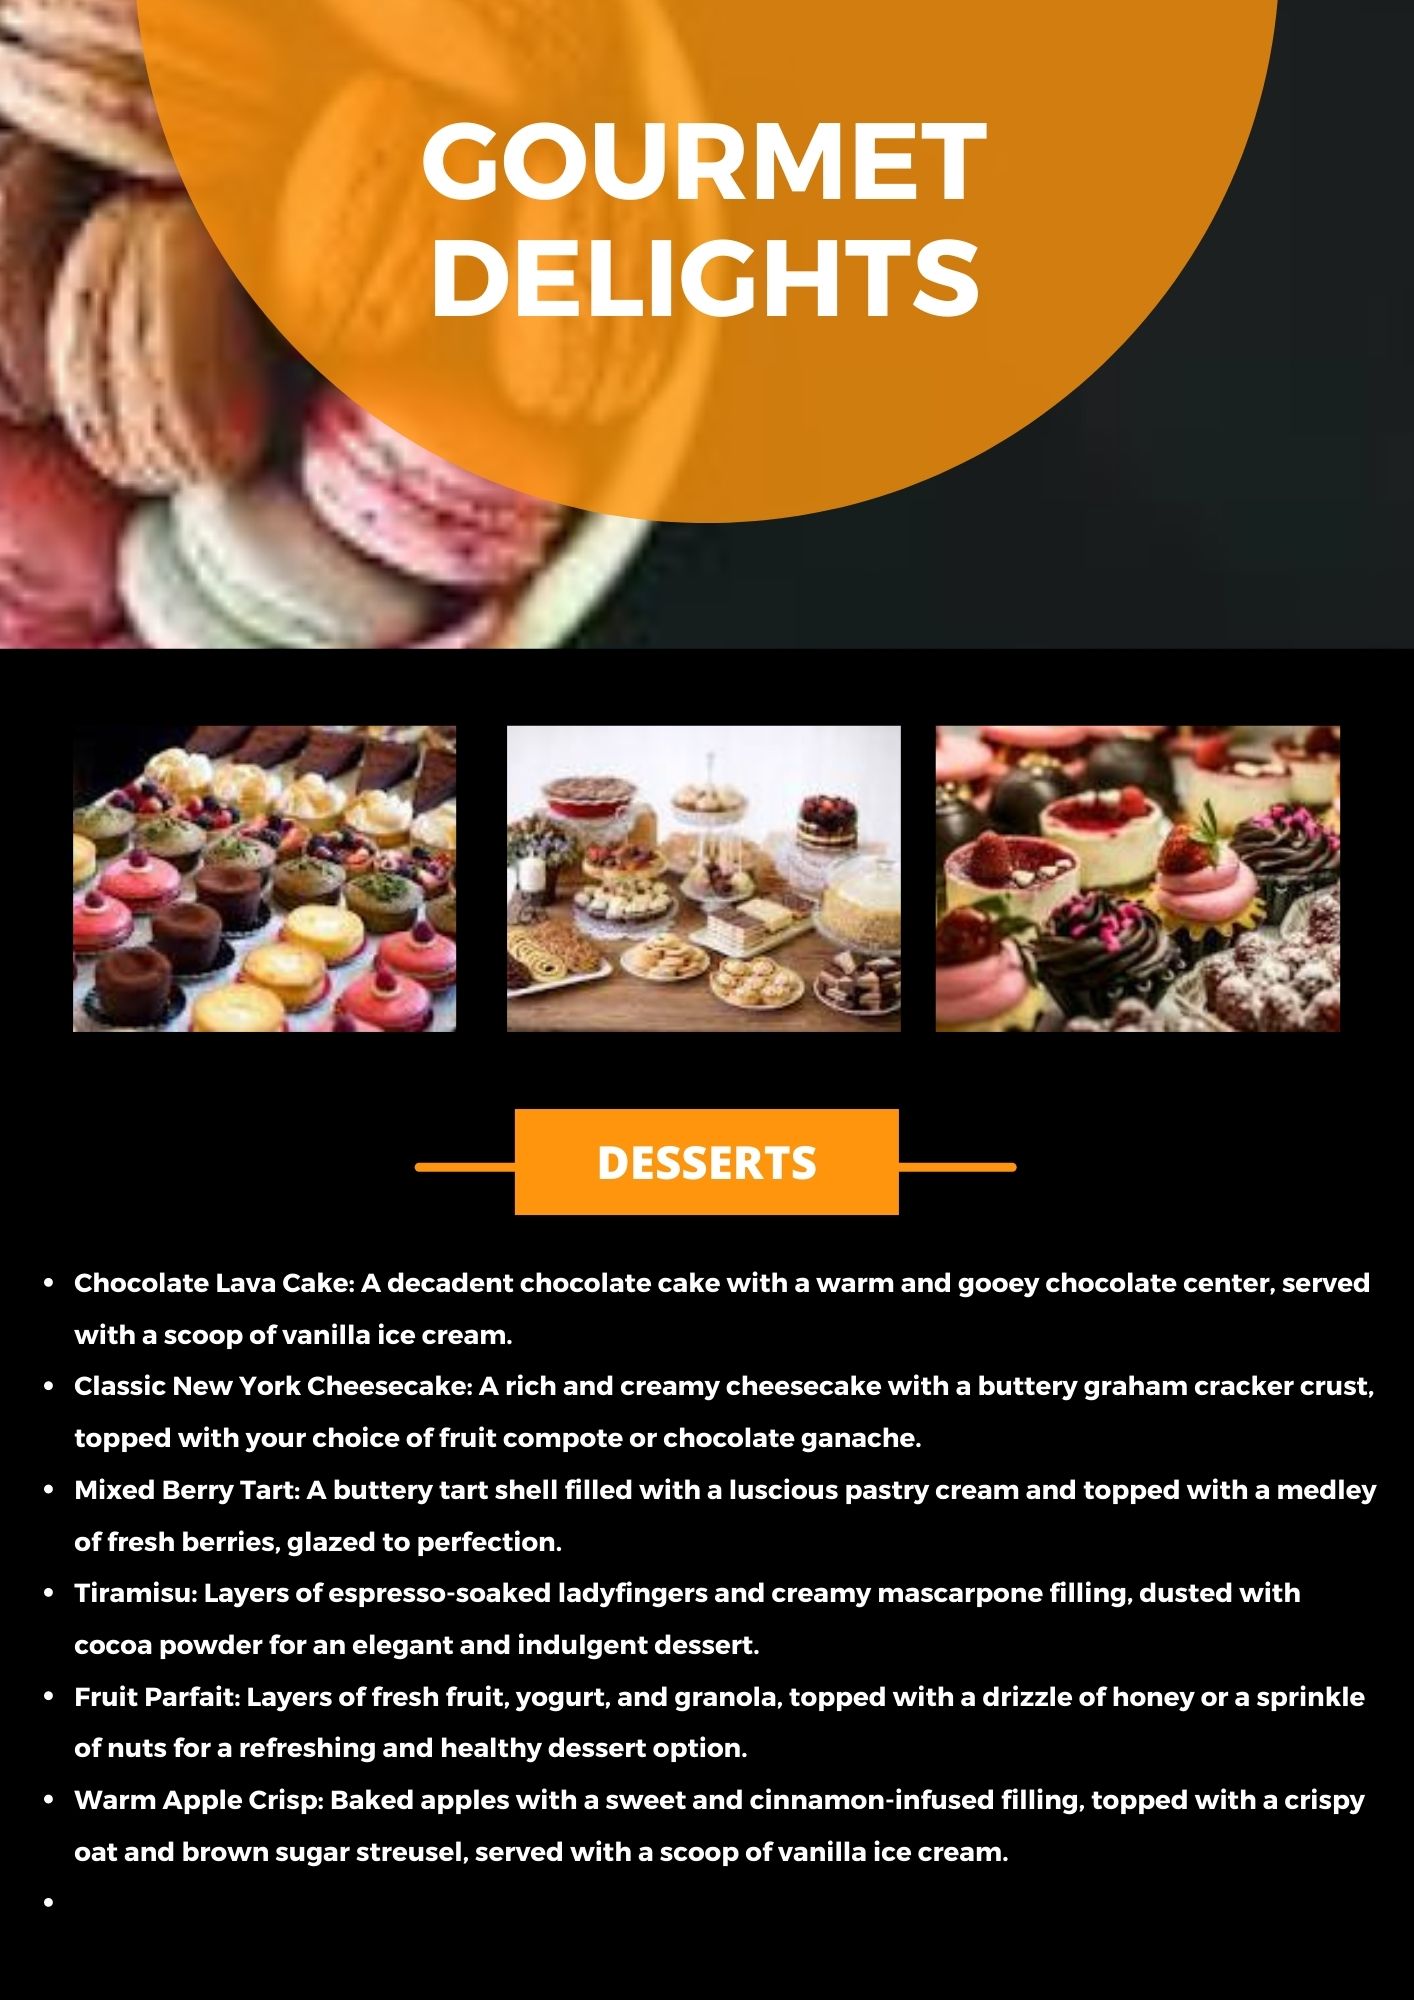 GOURMET
DELIGHTS
DESSERTS
• Chocolate Lava Cake: A decadent chocolate cake with a warm and gooey chocolate center, served
with a scoop of vanilla ice cream.
• Classic New York Cheesecake: A rich and creamy cheesecake with a buttery graham cracker crust,
topped with your choice of fruit compote or chocolate ganache.
• Mixed Berry Tart: A buttery tart shell filled with a luscious pastry cream and topped with a medley
of fresh berries, glazed to perfection.
• Tiramisu: Layers of espresso-soaked ladyfingers and creamy mascarpone filling, dusted with
cocoa powder for an elegant and indulgent dessert.
• Fruit Parfait: Layers of fresh fruit, yogurt, and granola, topped with a drizzle of honey or a sprinkle
of nuts for a refreshing and healthy dessert option.
• Warm Apple Crisp: Baked apples with a sweet and cinnamon-infused filling, topped with a crispy
oat and brown sugar streusel, served with a scoop of vanilla ice cream.
•